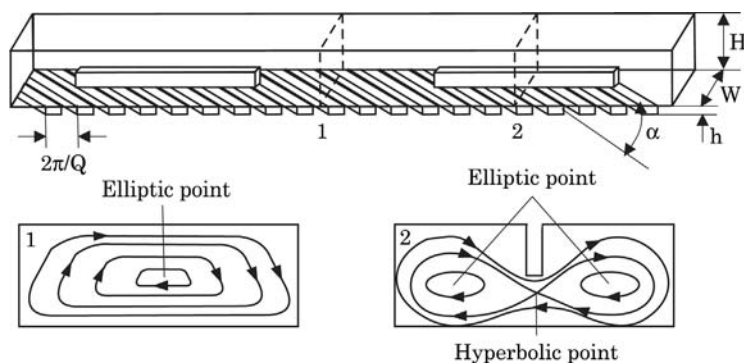 H
W
1
2
α
h
2π/Q
Elliptic point
Elliptic point
1
2
Hyperbolic point